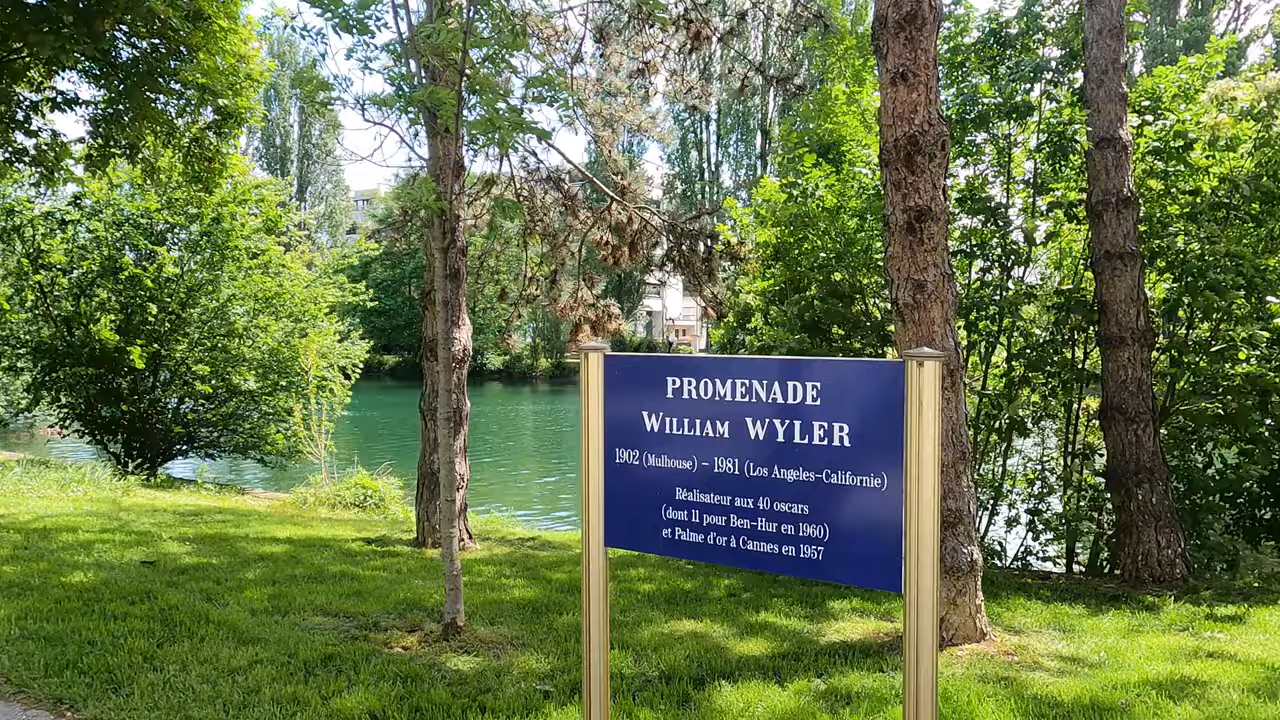 PROMENADE
WILLIAM WYLER
1902 (Mulhouse) – 1981 (Los Angeles–Californie)
Réalisateur aux 40 oscars
(dont 11 pour Ben-Hur en 1960)
et Palme d'or à Cannes en 1957